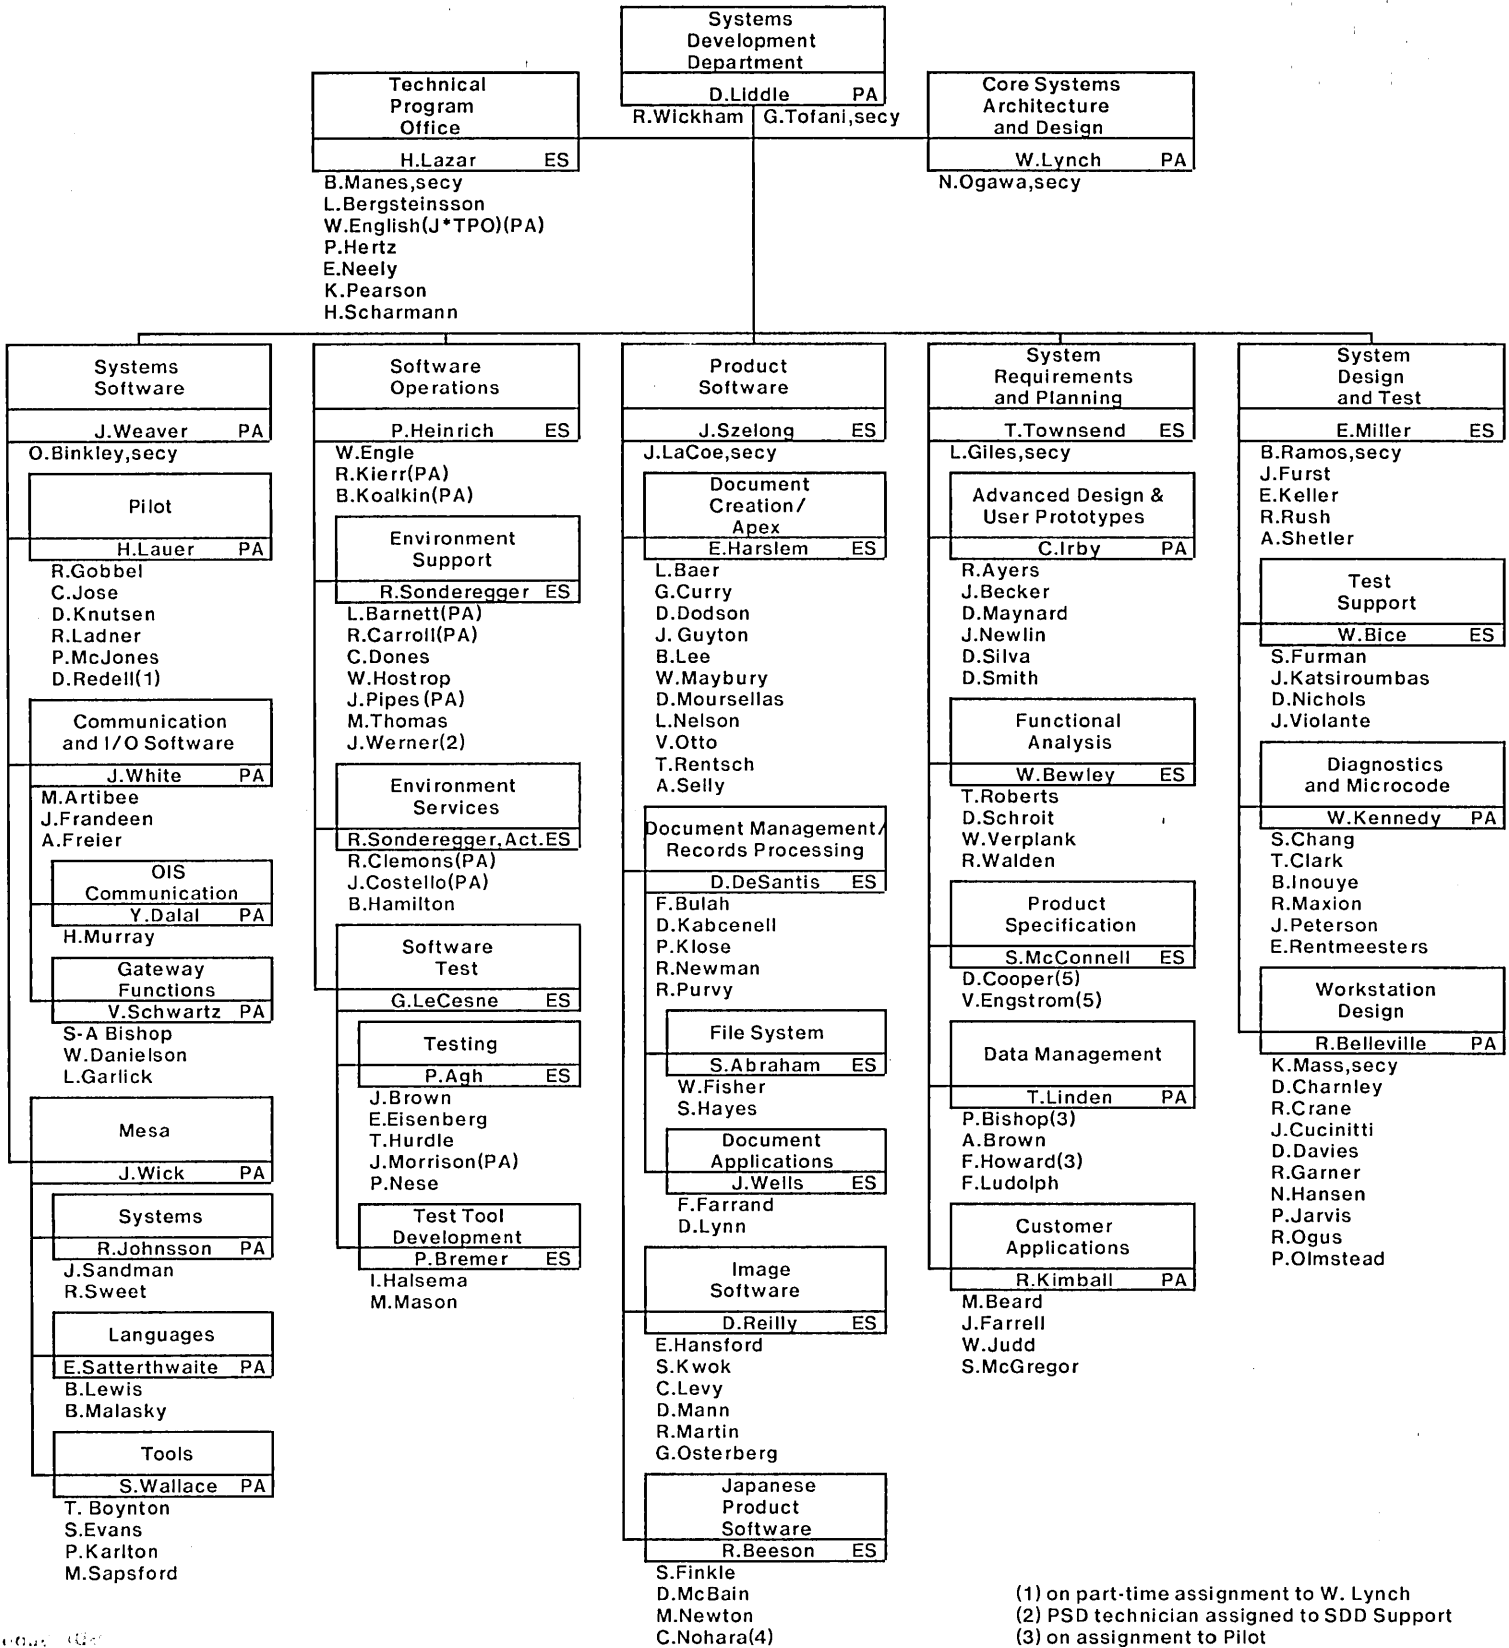 Systems
Development
Department
D.Liddle PA
R.Wickham G.Tofani,secy
Technical
Program
Office
H.Lazar ES
B.Manes,secy
L.Bergsteinsson
W.English(J*TPO)(PA)
P.Hertz
E.Neely
K.Pearson
H.Scharmann
Core Systems
Architecture
and Design
W.Lynch PA
N.Ogawa,secy
Systems
Software
J.Weaver PA
O.Binkley,secy
Pilot
H.Lauer PA
R.Gobbel
C.Jose
D.Knutsen
R.Ladner
P.McJones
D.Redell(1)
Communication
and I/O Software
J.White PA
M.Artibee
J.Frandeen
A.Freier
OIS
Communication
Y.Dalal PA
H.Murray
Gateway
Functions
V.Schwartz PA
S-A Bishop
W.Danielson
L.Garlick
Mesa
J.Wick PA
Systems
R.Johnsson PA
J.Sandman
R.Sweet
Languages
E.Satterthwaite PA
B.Lewis
B.Malasky
Tools
S.Wallace PA
T. Boynton
S.Evans
P.Karlton
M.Sapsford
Software
Operations
P.Heinrich ES
W.Engle
R.Kierr(PA)
B.Koalkin(PA)
Environment
Support
R.Sonderegger ES
L.Barnett(PA)
R.Carroll(PA)
C.Dones
W.Hostrop
J.Pipes(PA)
M.Thomas
J.Werner(2)
Environment
Services
R.Sonderegger,Act.ES
R.Clemons(PA)
J.Costello(PA)
B.Hamilton
Software
Test
G.LeCesne ES
Testing
P.Agh ES
J.Brown
E.Eisenberg
T.Hurdle
J.Morrison(PA)
P.Nese
Test Tool
Development
P.Bremer ES
I.Halsema
M.Mason
Product
Software
J.Szelong ES
J.LaCoe,secy
Document
Creation/
Apex
E.Harslem ES
L.Baer
G.Curry
D.Dodson
J. Guyton
B.Lee
W.Maybury
D.Moursellas
L.Nelson
V.Otto
T.Rentsch
A.Selly
Document Management/
Records Processing
D.DeSantis ES
F.Bulah
D.Kabcenell
P.Klose
R.Newman
R.Purvy
File System
S.Abraham ES
W.Fisher
S.Hayes
Document
Applications
J.Wells ES
F.Farrand
D.Lynn
Image
Software
D.Reilly ES
E.Hansford
S.Kwok
C.Levy
D.Mann
R.Martin
G.Osterberg
Japanese
Product
Software
R.Beeson ES
S.Finkle
D.McBain
M.Newton
C.Nohara(4)
System
Requirements
and Planning
T.Townsend ES
L.Giles,secy
Advanced Design &
User Prototypes
C.Irby PA
R.Ayers
J.Becker
D.Maynard
J.Newlin
D.Silva
D.Smith
Functional
Analysis
W.Bewley ES
T.Roberts
D.Schroit
W.Verplank
R.Walden
Product
Specification
S.McConnell ES
D.Cooper(5)
V.Engstrom(5)
Data Management
T.Linden PA
P.Bishop(3)
A.Brown
F.Howard(3)
F.Ludolph
Customer
Applications
R.Kimball PA
M.Beard
J.Farrell
W.Judd
S.McGregor
System
Design
and Test
E.Miller ES
B.Ramos,secy
J.Furst
E.Keller
R.Rush
A.Shetler
Test
Support
W.Bice ES
S.Furman
J.Katsiroumbas
D.Nichols
J.Violante
Diagnostics
and Microcode
W.Kennedy PA
S.Chang
T.Clark
B.Inouye
R.Maxion
J.Peterson
E.Rentmeesters
Workstation
Design
R.Belleville PA
K.Mass,secy
D.Charnley
R.Crane
J.Cucinitti
D.Davies
R.Garner
N.Hansen
P.Jarvis
R.Ogus
P.Olmstead
(1) on part-time assignment to W. Lynch
(2) PSD technician assigned to SDD Support
(3) on assignment to Pilot